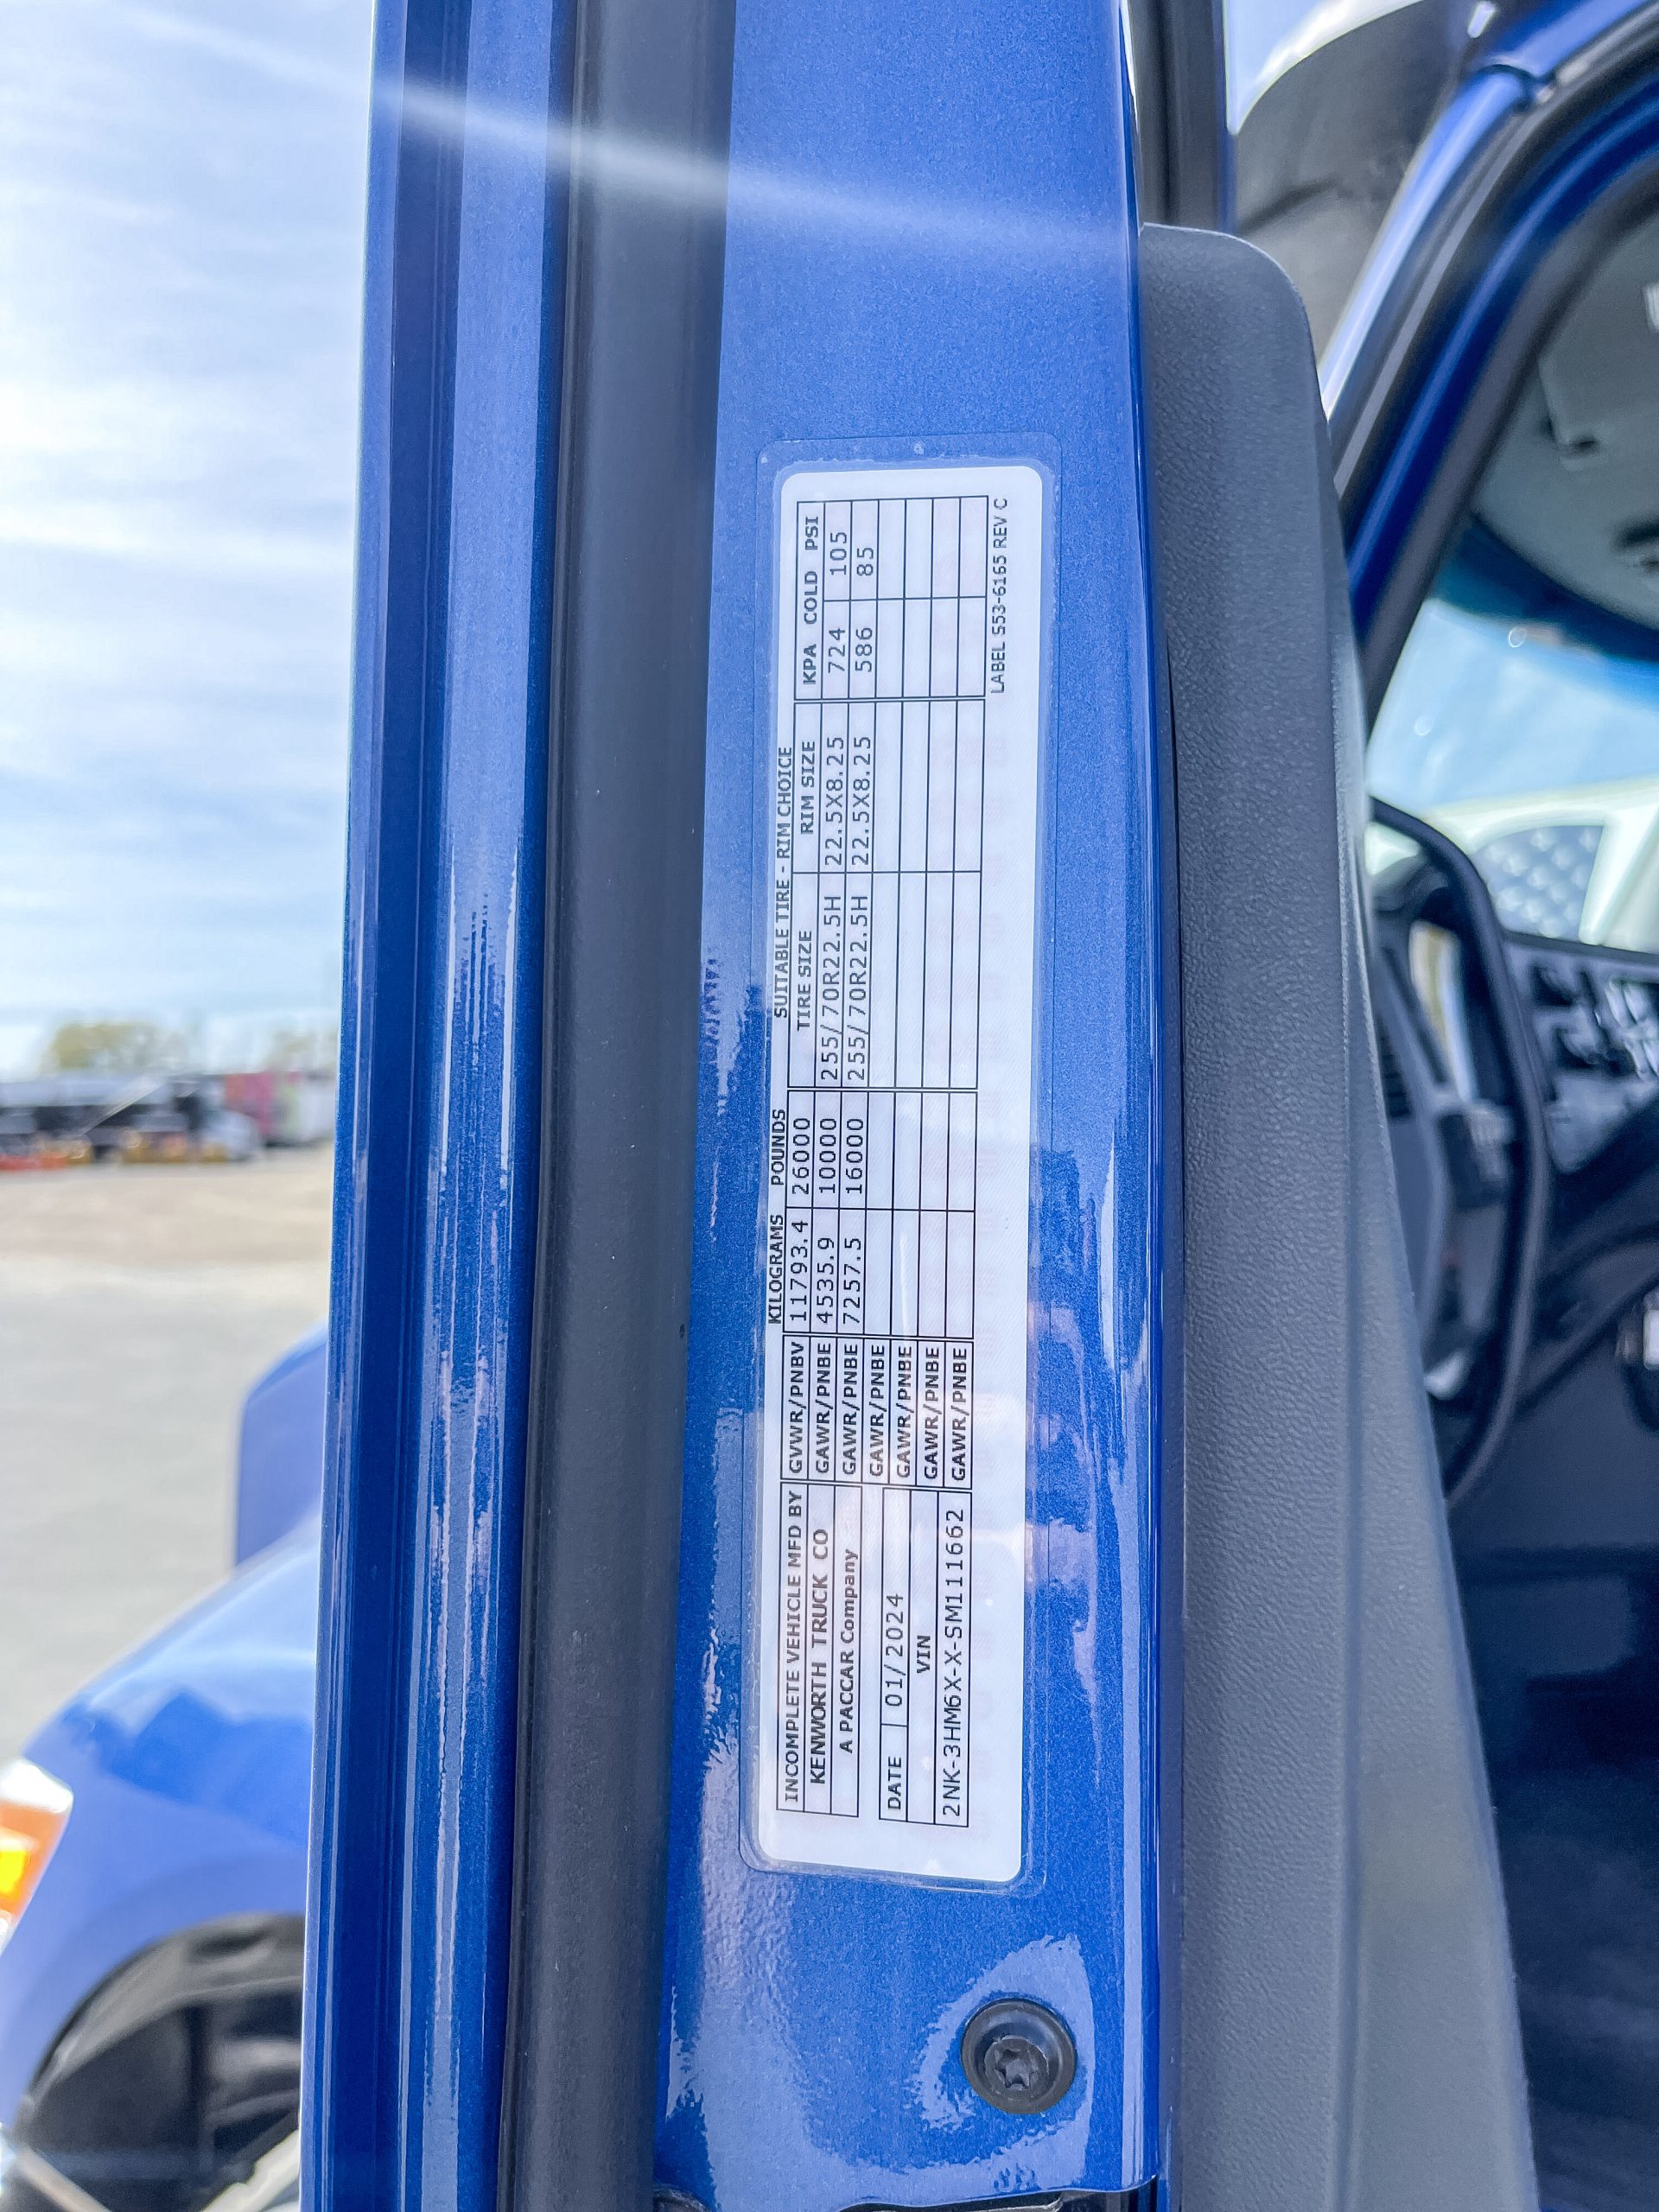 INCOMPLETE VEHICLE MFD BY
KENWORTH TRUCK CO
A PACCAR Company
DATE 01/2024
VIN
2NK-3HM6X-X-SM111662
KILOGRAMS POUNDS
GVWR/PNBV 11793.4 26000
GAWR/PNBE 4535.9 10000
GAWR/PNBE 7257.5 16000
GAWR/PNBE
GAWR/PNBE
GAWR/PNBE
GAWR/PNBE
SUITABLE TIRE - RIM CHOICE
TIRE SIZE RIM SIZE KPA COLD PSI
255/70R22.5H 22.5X8.25 724 105
255/70R22.5H 22.5X8.25 586 85
LABEL S53-6165 REV C